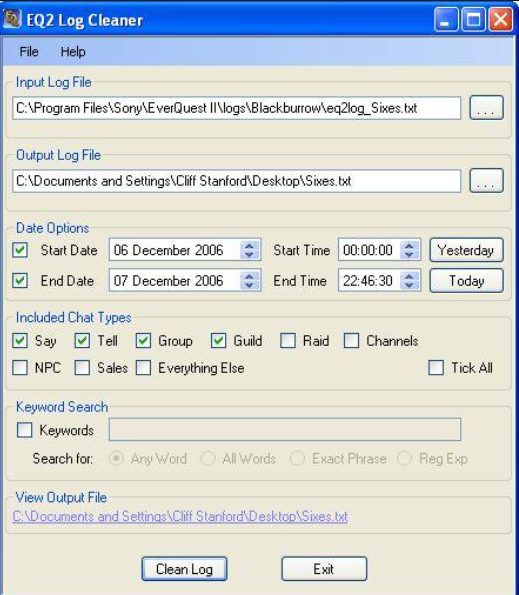 EQ2 Log Cleaner
File Help
Input Log File
C:\Program Files\Sony\EverQuest II\logs\Blackburrow\eq2log_Sixes.txt ...
Output Log File
C:\Documents and Settings\Cliff Stanford\Desktop\Sixes.txt ...
Date Options
Start Date 06 December 2006 Start Time 00:00:00 Yesterday
End Date 07 December 2006 End Time 22:46:30 Today
Included Chat Types
Say Tell Group Guild Raid Channels
NPC Sales Everything Else Tick All
Keyword Search
Keywords
Search for: Any Word All Words Exact Phrase Reg Exp
View Output File
C:\Documents and Settings\Cliff Stanford\Desktop\Sixes.txt
Clean Log Exit